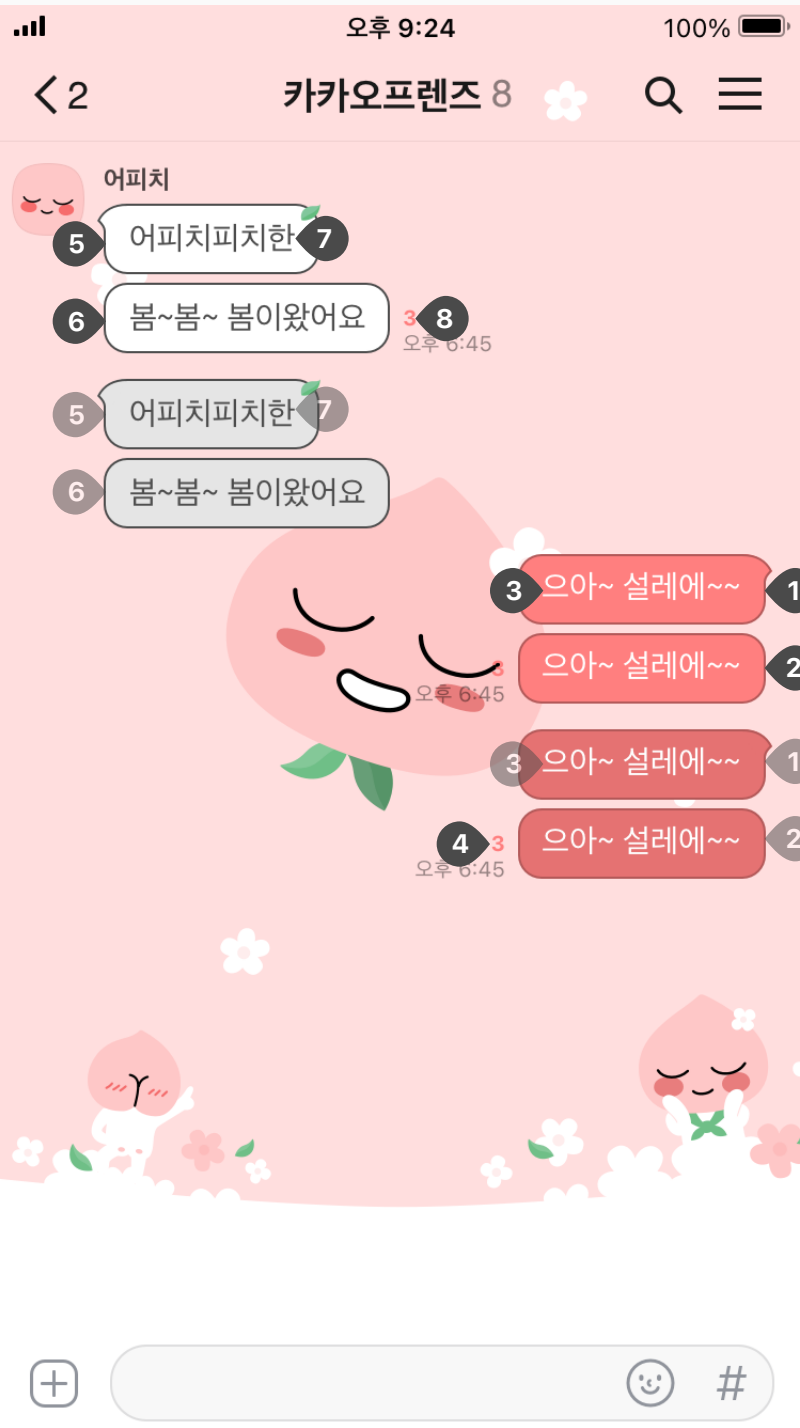 오후 9:24 100%
2 카카오프렌즈 8
어피치
5 어피치피치한 7
6 봄~봄~ 봄이왔어요 3 8
오후 6:45
5 어피치피치한 7
6 봄~봄~ 봄이왔어요
3 으아~ 설레에~~ 1
3 으아~ 설레에~~ 2
오후 6:45
3 으아~ 설레에~~ 1
4 3 으아~ 설레에~~ 2
오후 6:45
#